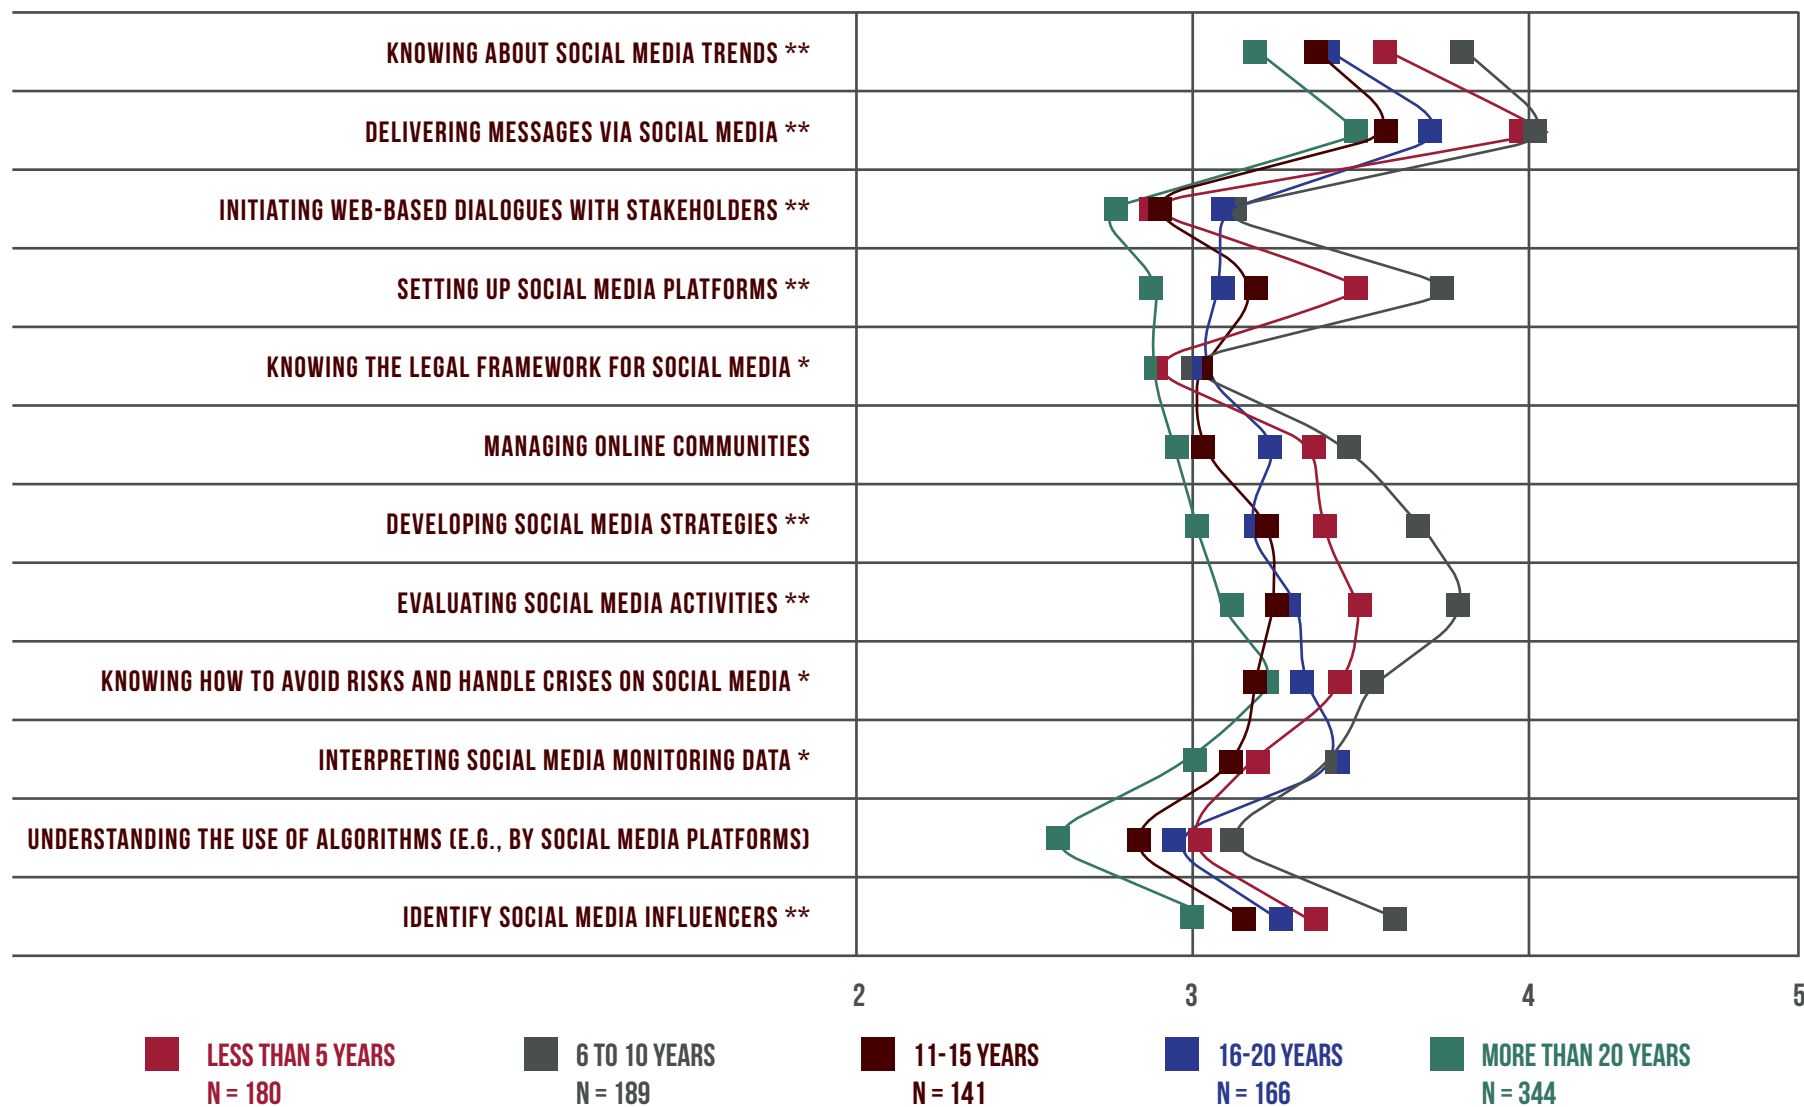 KNOWING ABOUT SOCIAL MEDIA TRENDS **
DELIVERING MESSAGES VIA SOCIAL MEDIA **
INITIATING WEB-BASED DIALOGUES WITH STAKEHOLDERS **
SETTING UP SOCIAL MEDIA PLATFORMS **
KNOWING THE LEGAL FRAMEWORK FOR SOCIAL MEDIA *
MANAGING ONLINE COMMUNITIES
DEVELOPING SOCIAL MEDIA STRATEGIES **
EVALUATING SOCIAL MEDIA ACTIVITIES **
KNOWING HOW TO AVOID RISKS AND HANDLE CRISES ON SOCIAL MEDIA *
INTERPRETING SOCIAL MEDIA MONITORING DATA *
UNDERSTANDING THE USE OF ALGORITHMS (E.G., BY SOCIAL MEDIA PLATFORMS)
IDENTIFY SOCIAL MEDIA INFLUENCERS **
2 3 4 5
LESS THAN 5 YEARS 6 TO 10 YEARS 11-15 YEARS 16-20 YEARS MORE THAN 20 YEARS
N = 180 N = 189 N = 141 N = 166 N = 344